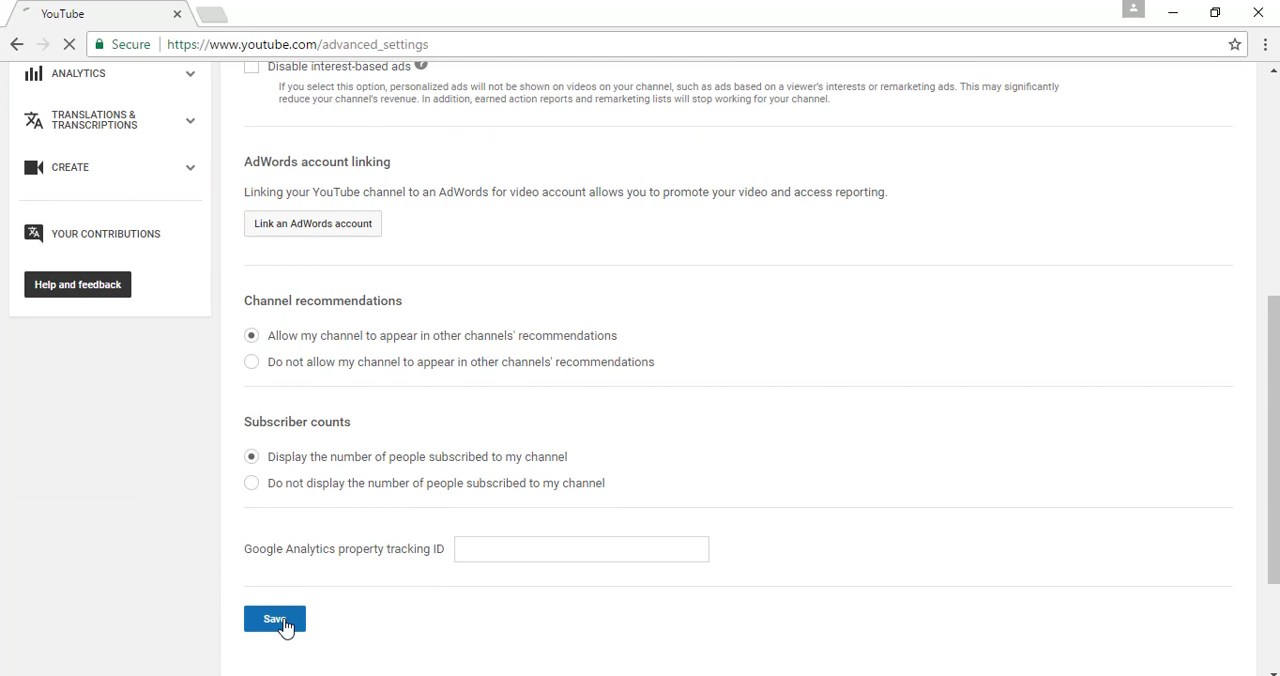 YouTube
Secure
https://www.youtube.com/advanced_settings
ANALYTICS
TRANSLATIONS &
TRANSCRIPTIONS
CREATE
YOUR CONTRIBUTIONS
Help and feedback
Disable interest-based ads
If you select this option, personalized ads will not be shown on videos on your channel, such as ads based on a viewer's interests or remarketing ads. This may significantly
reduce your channel's revenue. In addition, earned action reports and remarketing lists will stop working for your channel.
AdWords account linking
Linking your YouTube channel to an AdWords for video account allows you to promote your video and access reporting.
Link an AdWords account
Channel recommendations
Allow my channel to appear in other channels' recommendations
Do not allow my channel to appear in other channels' recommendations
Subscriber counts
Display the number of people subscribed to my channel
Do not display the number of people subscribed to my channel
Google Analytics property tracking ID
Save